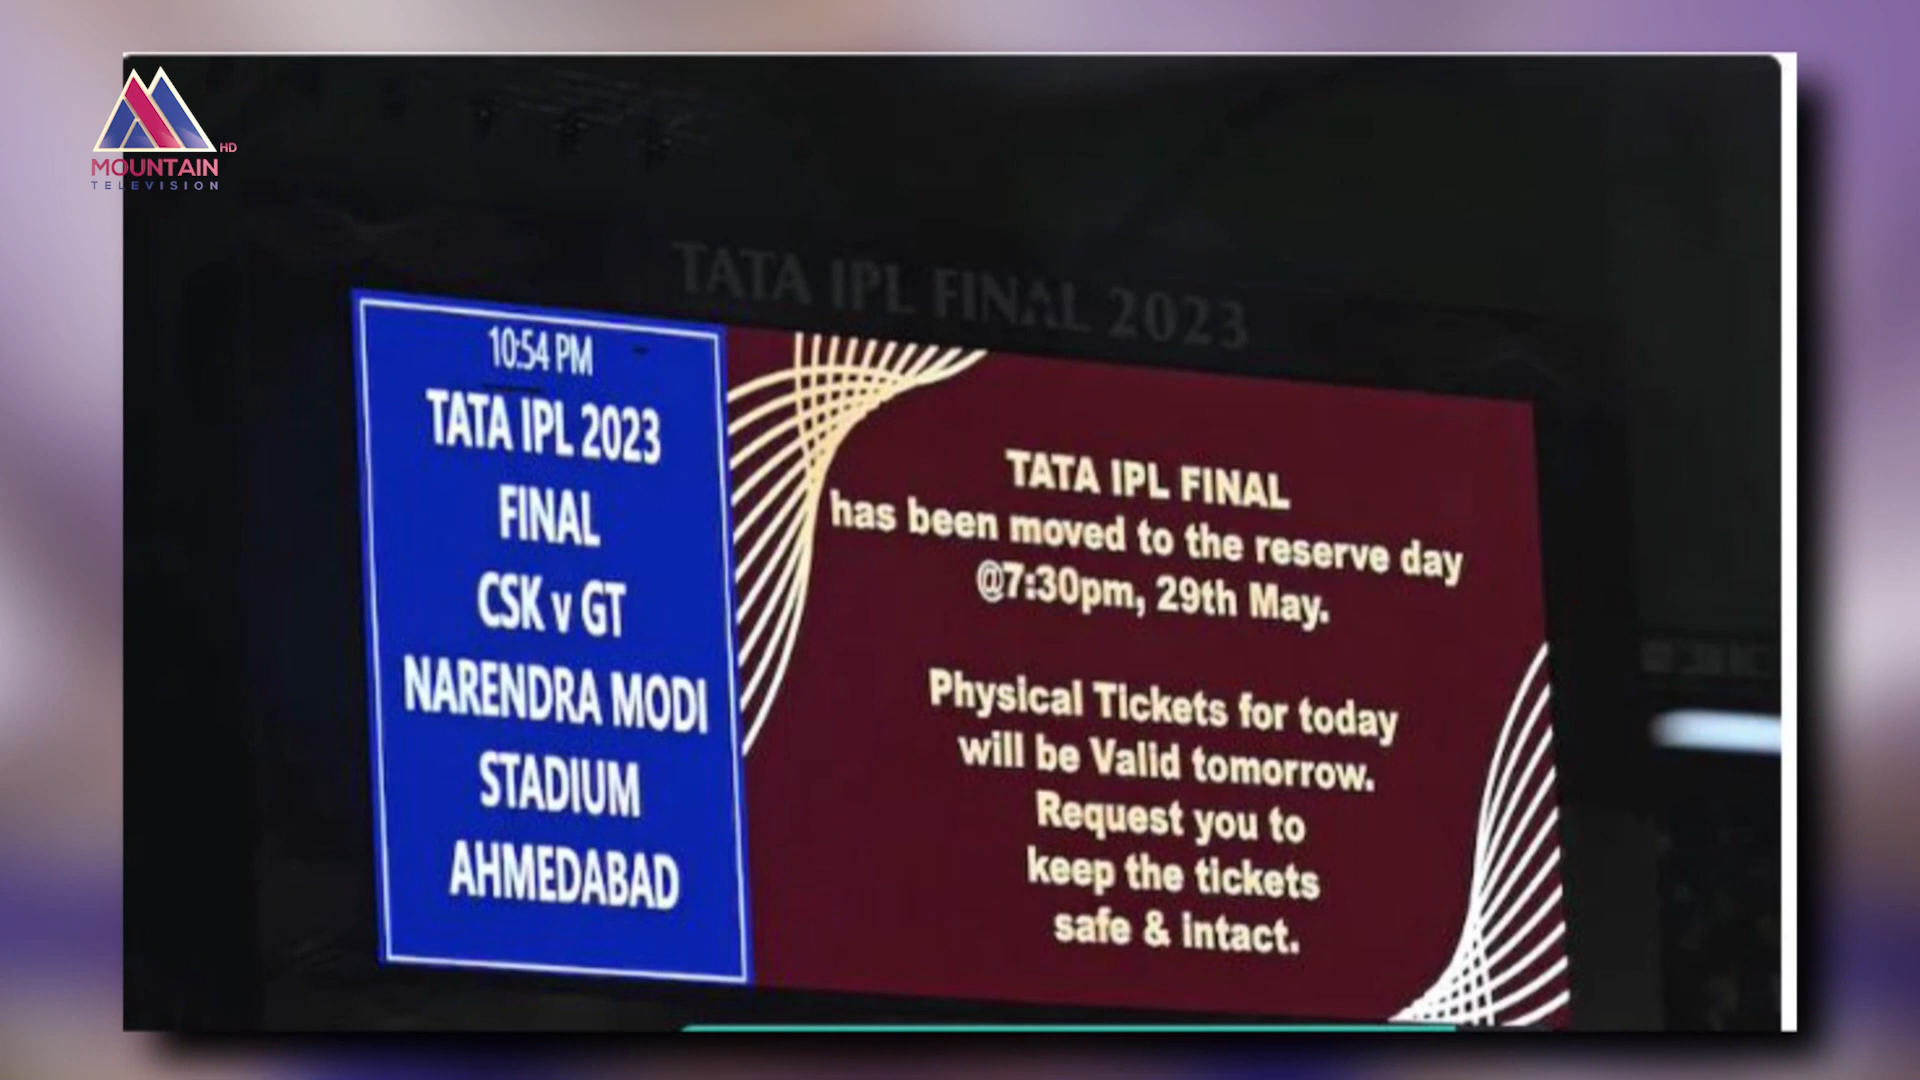 HD
MOUNTAIN
TELEVISION
TATA IPL FINAL 2023
10:54 PM
TATA IPL 2023
FINAL
CSK v GT
NARENDRA MODI
STADIUM
AHMEDABAD
TATA IPL FINAL
has been moved to the reserve day
@7:30pm, 29th May.
Physical Tickets for today
will be Valid tomorrow.
Request you to
keep the tickets
safe & intact.